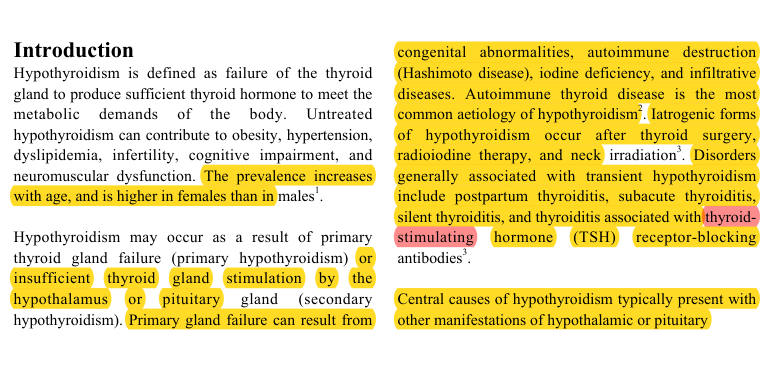 Introduction
Hypothyroidism is defined as failure of the thyroid
gland to produce sufficient thyroid hormone to meet the
metabolic demands of the body. Untreated
hypothyroidism can contribute to obesity, hypertension,
dyslipidemia, infertility, cognitive impairment, and
neuromuscular dysfunction. The prevalence increases
with age, and is higher in females than in males1.
Hypothyroidism may occur as a result of primary
thyroid gland failure (primary hypothyroidism) or
insufficient thyroid gland stimulation by the
hypothalamus or pituitary gland (secondary
hypothyroidism). Primary gland failure can result from
congenital abnormalities, autoimmune destruction
(Hashimoto disease), iodine deficiency, and infiltrative
diseases. Autoimmune thyroid disease is the most
common aetiology of hypothyroidism2. Iatrogenic forms
of hypothyroidism occur after thyroid surgery,
radioiodine therapy, and neck irradiation3. Disorders
generally associated with transient hypothyroidism
include postpartum thyroiditis, subacute thyroiditis,
silent thyroiditis, and thyroiditis associated with thyroid-
stimulating hormone (TSH) receptor-blocking
antibodies3.
Central causes of hypothyroidism typically present with
other manifestations of hypothalamic or pituitary